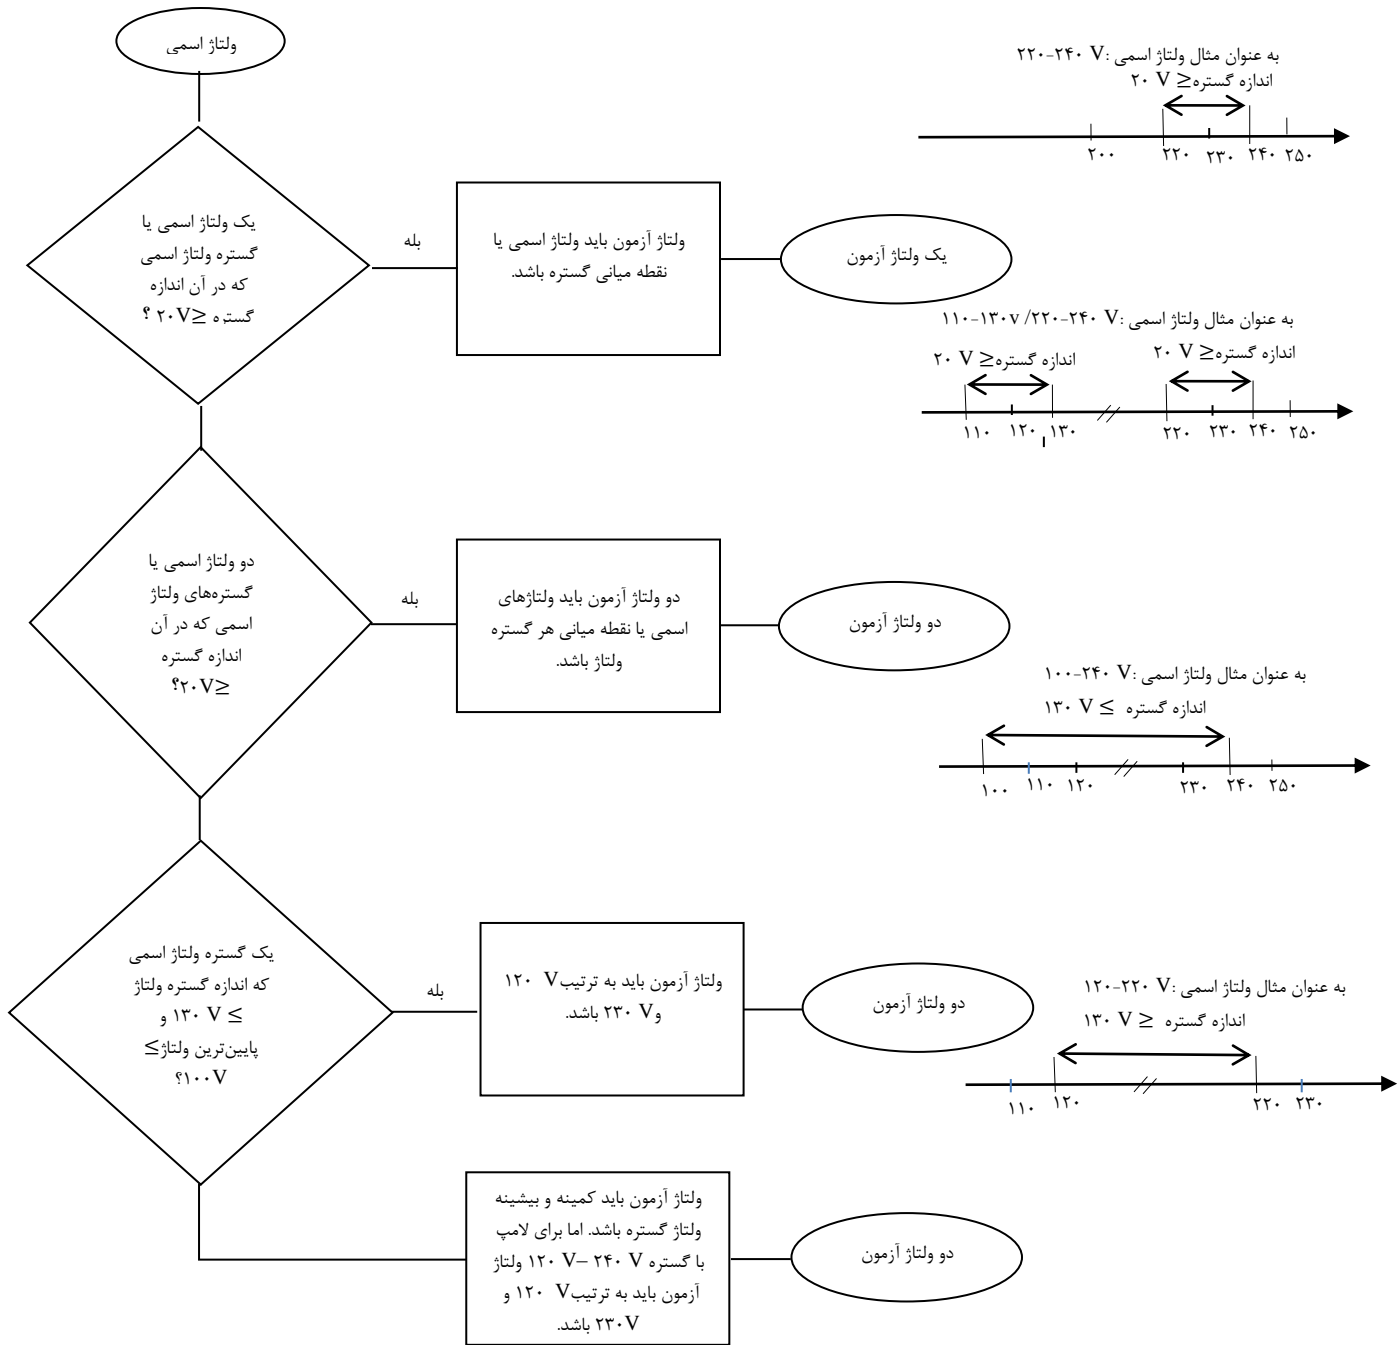 ولتاژ اسمی
به عنوان مثال ولتاژ اسمی :۲۲۰-۲۴۰ V
اندازه گستره≤ ۲۰ V
۲۰۰ ۲۲۰ ۲۳۰ ۲۴۰ ۲۵۰
یک ولتاژ اسمی یا
گستره ولتاژ اسمی
که در آن اندازه
گستره ≤۲۰V ؟
بله
ولتاژ آزمون باید ولتاژ اسمی یا
نقطه میانی گستره باشد.
یک ولتاژ آزمون
به عنوان مثال ولتاژ اسمی :۱۱۰-۱۳۰v /۲۲۰-۲۴۰ V
اندازه گستره≤ ۲۰ V
اندازه گستره≤ ۲۰ V
۱۱۰ ۱۲۰ ۱۳۰ ۲۲۰ ۲۳۰ ۲۴۰ ۲۵۰
دو ولتاژ اسمی یا
گستره‌های ولتاژ
اسمی که در آن
اندازه گستره
≤۲۰V؟
بله
دو ولتاژ آزمون باید ولتاژهای
اسمی یا نقطه میانی هر گستره
ولتاژ باشد.
دو ولتاژ آزمون
به عنوان مثال ولتاژ اسمی :۱۰۰-۲۴۰ V
اندازه گستره ≥ ۱۳۰ V
۱۰۰ ۱۱۰ ۱۲۰ ۲۳۰ ۲۴۰ ۲۵۰
یک گستره ولتاژ اسمی
که اندازه گستره ولتاژ
≥ ۱۳۰ V و
پایین‌ترین ولتاژ≤
۱۰۰V؟
بله
ولتاژ آزمون باید به ترتیب۱۲۰ V
و۲۳۰ V باشد.
دو ولتاژ آزمون
به عنوان مثال ولتاژ اسمی :۱۲۰-۲۲۰ V
اندازه گستره ≤ ۱۳۰ V
۱۱۰ ۱۲۰ ۲۲۰ ۲۳۰
ولتاژ آزمون باید کمینه و بیشینه
ولتاژ گستره باشد. اما برای لامپ
با گستره ۱۲۰ V– ۲۴۰ V ولتاژ
آزمون باید به ترتیب۱۲۰ V و
۲۳۰V باشد.
دو ولتاژ آزمون